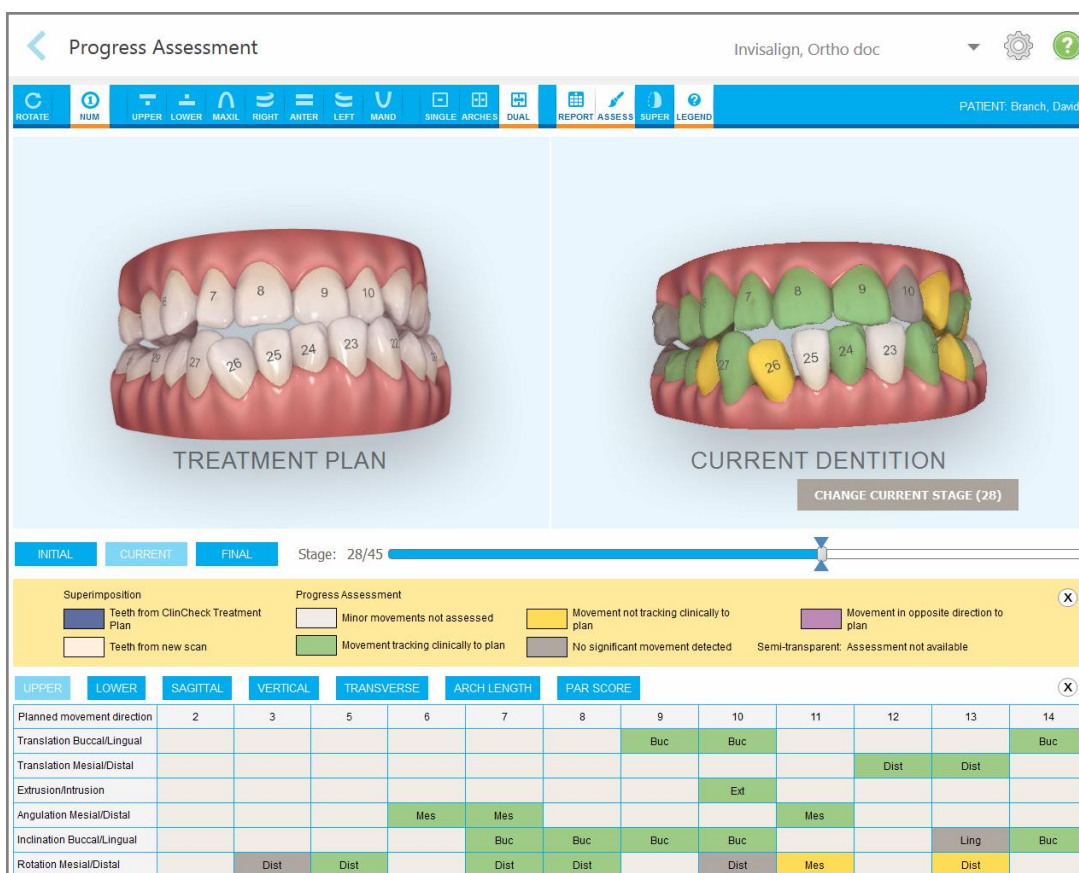 Progress Assessment
Invisalign, Ortho doc
ROTATE NUM UPPER LOWER MAXIL RIGHT ANTER LEFT MAND SINGLE ARCHES DUAL REPORT ASSESS SUPER LEGEND
PATIENT: Branch, David
7 8 9 10
27 26 25 24 23 22
TREATMENT PLAN
7 8 9 10
27 26 25 24 23
CURRENT DENTITION
CHANGE CURRENT STAGE (28)
INITIAL CURRENT FINAL Stage: 28/45
Superimposition Progress Assessment
Teeth from ClinCheck Treatment Plan
Minor movements not assessed
Movement not tracking clinically to plan
Movement in opposite direction to plan
X
Teeth from new scan
Movement tracking clinically to plan
No significant movement detected
Semi-transparent: Assessment not available
UPPER LOWER SAGITTAL VERTICAL TRANSVERSE ARCH LENGTH PAR SCORE X
Planned movement direction 2 3 5 6 7 8 9 10 11 12 13 14
Translation Buccal/Lingual Buc Buc Buc
Translation Mesial/Distal Dist Dist
Extrusion/Intrusion Ext
Angulation Mesial/Distal Mes Mes Mes
Inclination Buccal/Lingual Buc Buc Buc Buc Ling Buc
Rotation Mesial/Distal Dist Dist Dist Dist Dist Mes Dist